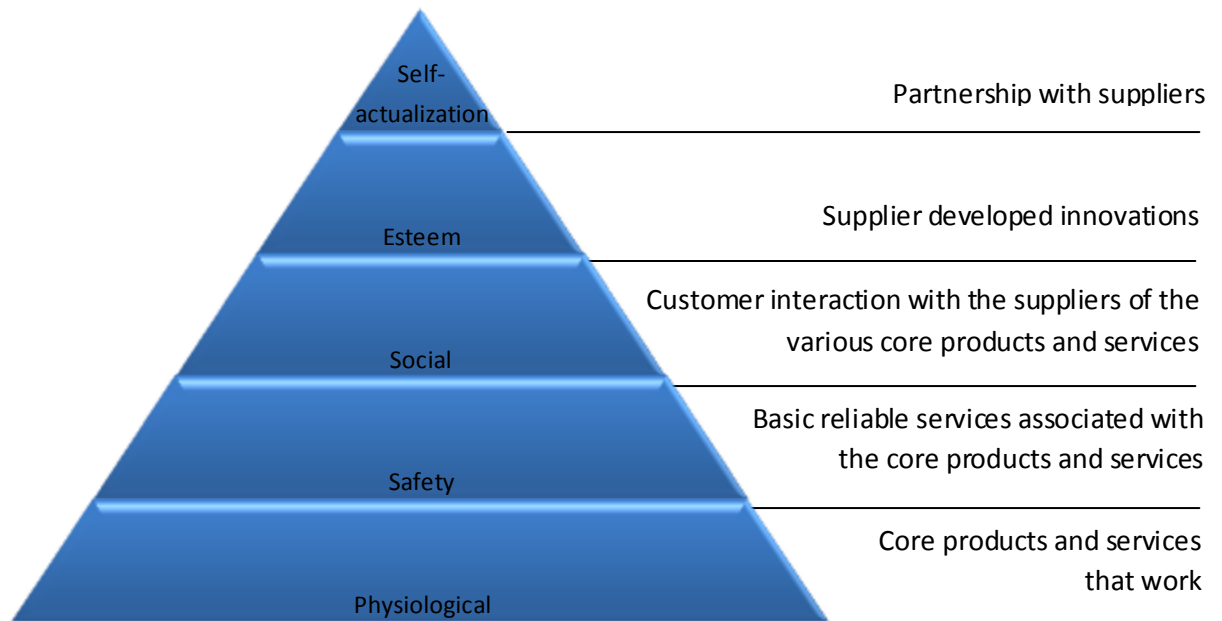 Self-
actualization
Partnership with suppliers
Supplier developed innovations
Esteem
Customer interaction with the suppliers of the
various core products and services
Social
Basic reliable services associated with
the core products and services
Safety
Core products and services
that work
Physiological